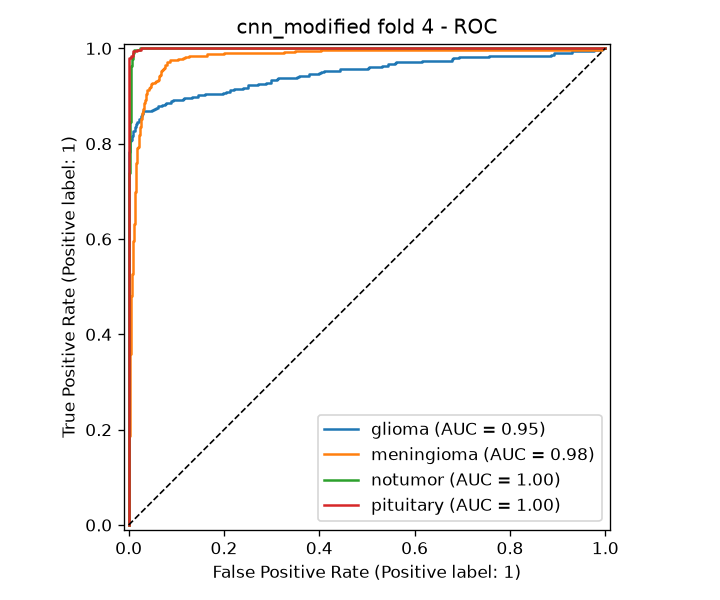 cnn_modified fold 4 - ROC
True Positive Rate (Positive label: 1)
1.0
0.8
0.6
0.4
0.2
0.0
glioma (AUC = 0.95)
meningioma (AUC = 0.98)
notumor (AUC = 1.00)
pituitary (AUC = 1.00)
0.0 0.2 0.4 0.6 0.8 1.0
False Positive Rate (Positive label: 1)